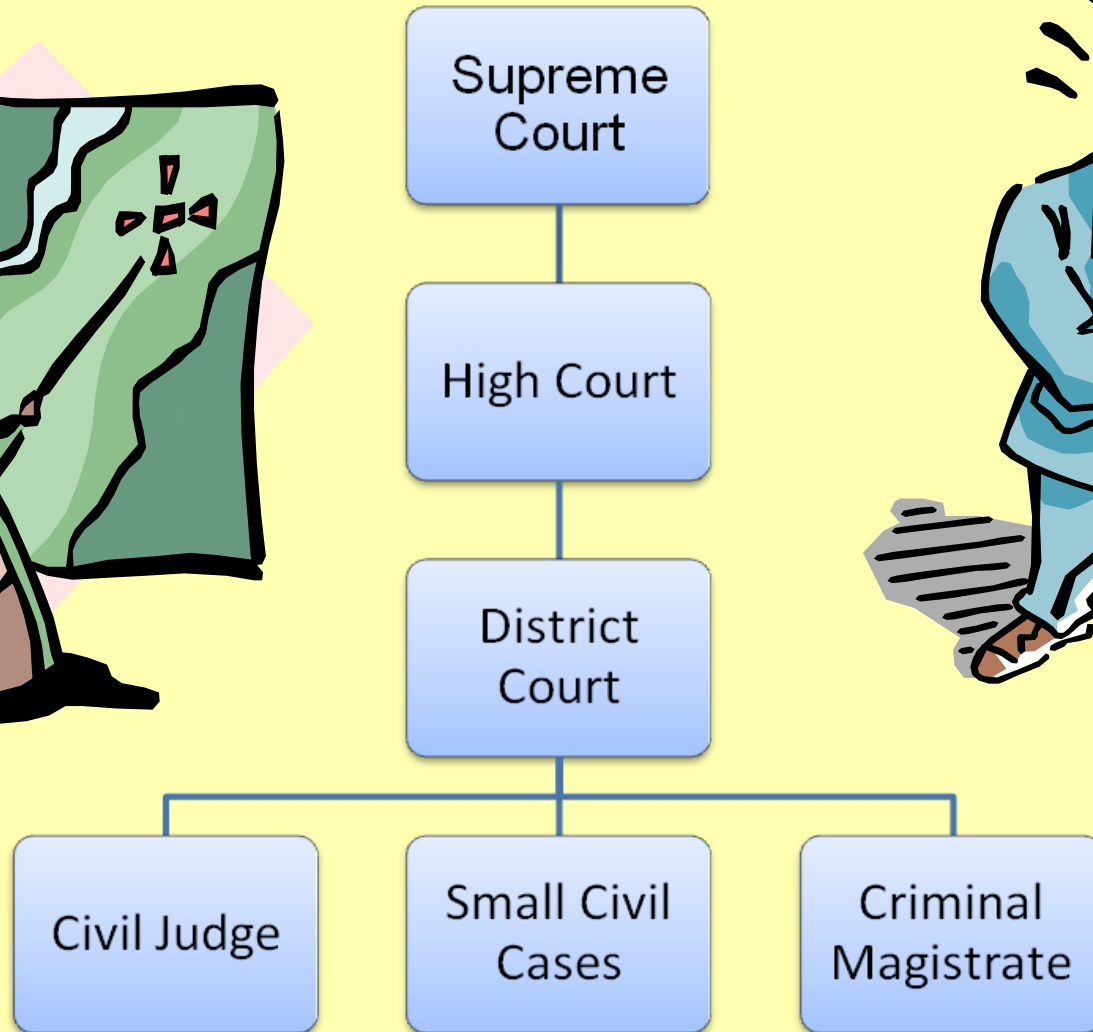 Supreme
Court
High Court
District
Court
Civil Judge
Small Civil
Cases
Criminal
Magistrate